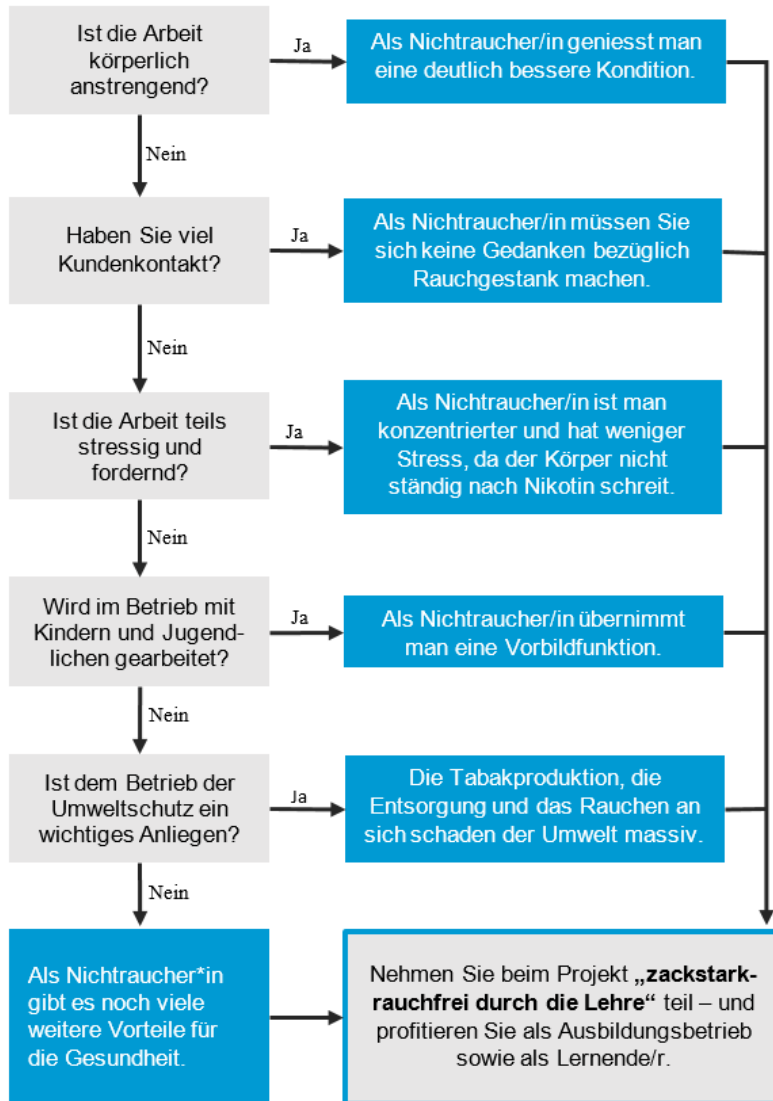 Ist die Arbeit
körperlich
anstrengend?
Ja
Als Nichtraucher/in geniesst man
eine deutlich bessere Kondition.
Nein
Haben Sie viel
Kundenkontakt?
Ja
Als Nichtraucher/in müssen Sie
sich keine Gedanken bezüglich
Rauchgestank machen.
Nein
Ist die Arbeit teils
stressig und
fordernd?
Ja
Als Nichtraucher/in ist man
konzentrierter und hat weniger
Stress, da der Körper nicht
ständig nach Nikotin schreit.
Nein
Wird im Betrieb mit
Kindern und Jugend-
lichen gearbeitet?
Ja
Als Nichtraucher/in übernimmt
man eine Vorbildfunktion.
Nein
Ist dem Betrieb der
Umweltschutz ein
wichtiges Anliegen?
Ja
Die Tabakproduktion, die
Entsorgung und das Rauchen an
sich schaden der Umwelt massiv.
Nein
Als Nichtraucher*in
gibt es noch viele
weitere Vorteile für
die Gesundheit.
Nehmen Sie beim Projekt „zackstark-
rauchfrei durch die Lehre“ teil – und
profitieren Sie als Ausbildungsbetrieb
sowie als Lernende/r.